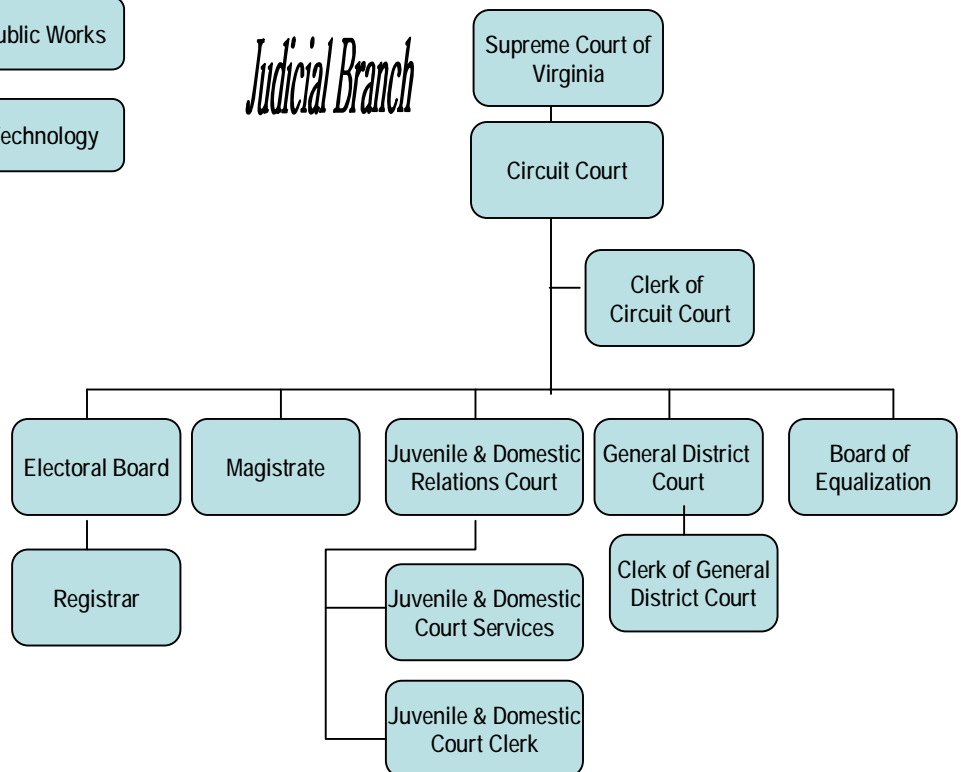 ublic Works
echnology
Judicial Branch
Supreme Court of
Virginia
Circuit Court
Clerk of
Circuit Court
Electoral Board
Magistrate
Juvenile & Domestic
Relations Court
General District
Court
Board of
Equalization
Registrar
Juvenile & Domestic
Court Services
Clerk of General
District Court
Juvenile & Domestic
Court Clerk